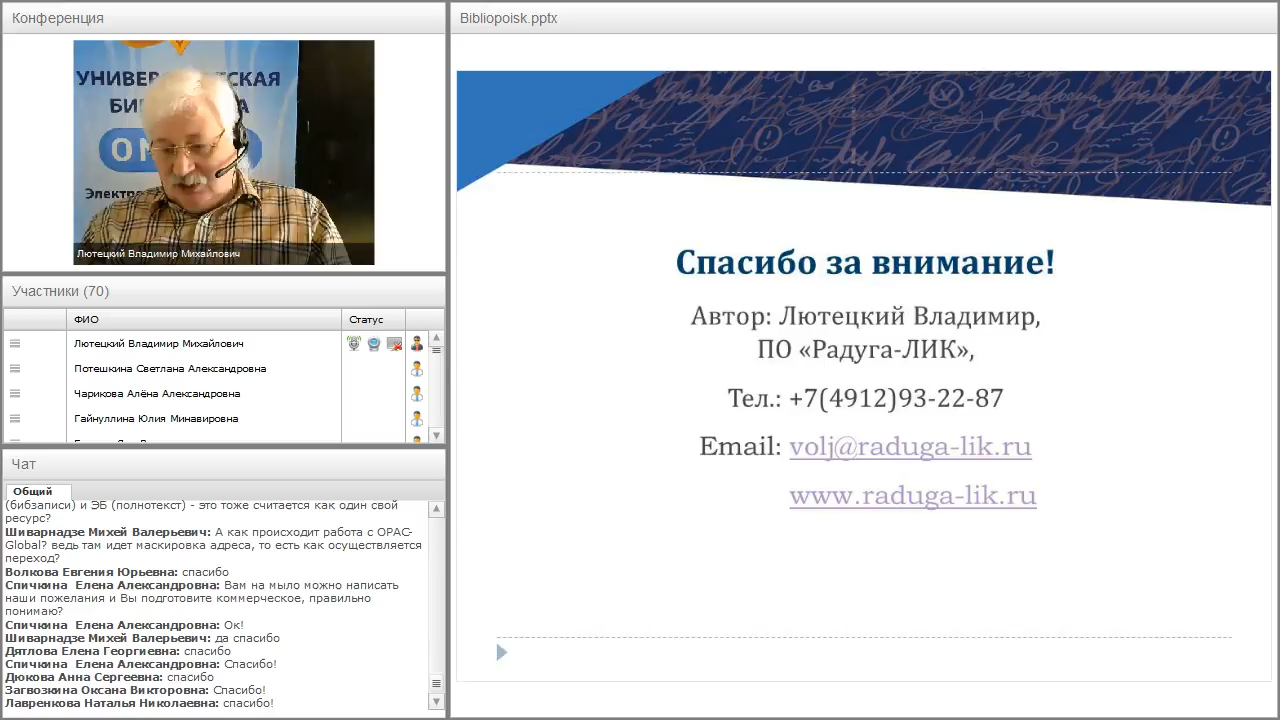 Конференция
УНИВЕР
СКАЯ
БИ
А
Электро
Лютецкий Владимир Михайлович
Участники (70)
ФИО
Статус
Лютецкий Владимир Михайлович
Потешкина Светлана Александровна
Чарикова Алёна Александровна
Гайнуллина Юлия Минавировна
Чат
Общий
(бибзаписи) и ЭБ (полнотекст) - это тоже считается как один свой
ресурс?
Шиварнадзе Михей Валерьевич: А как происходит работа с OPAC-
Global? ведь там идет маскировка адреса, то есть как осуществляется
переход?
Волкова Евгения Юрьевна: спасибо
Спичкина Елена Александровна: Вам на мыло можно написать
наши пожелания и Вы подготовите коммерческое, правильно
понимаю?
Спичкина Елена Александровна: Ок!
Шиварнадзе Михей Валерьевич: да спасибо
Дятлова Елена Георгиевна: спасибо
Спичкина Елена Александровна: Спасибо!
Дюкова Анна Сергеевна: спасибо
Загвозкина Оксана Викторовна: Спасибо!
Лавренкова Наталья Николаевна: спасибо!
Bibliopoisk.pptx
Спасибо за внимание!
Автор: Лютецкий Владимир,
ПО «Радуга-ЛИК»,
Тел.: +7(4912)93-22-87
Email: volj@raduga-lik.ru
www.raduga-lik.ru